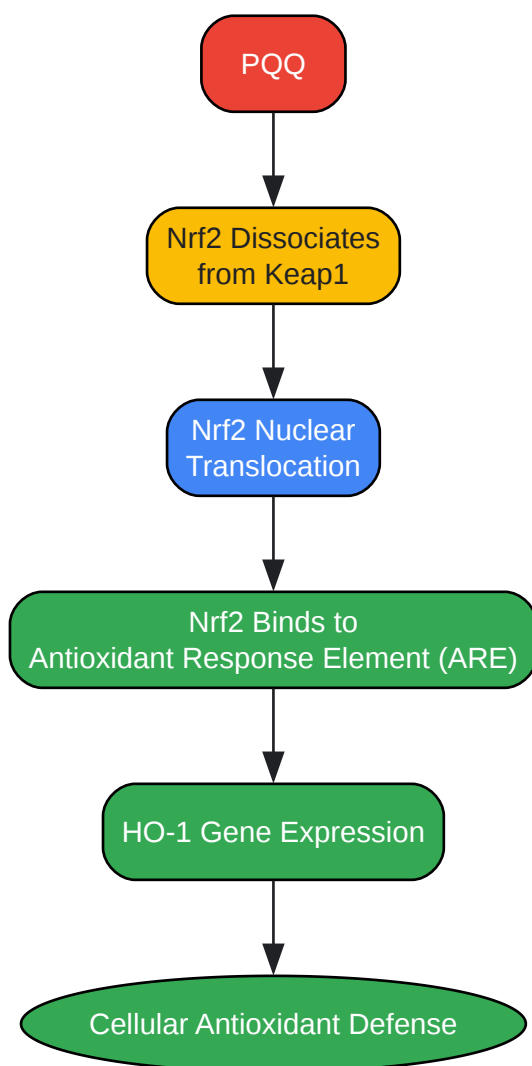 PQQ
Nrf2 Dissociates
from Keap1
Nrf2 Nuclear
Translocation
Nrf2 Binds to
Antioxidant Response Element (ARE)
HO-1 Gene Expression
Cellular Antioxidant Defense